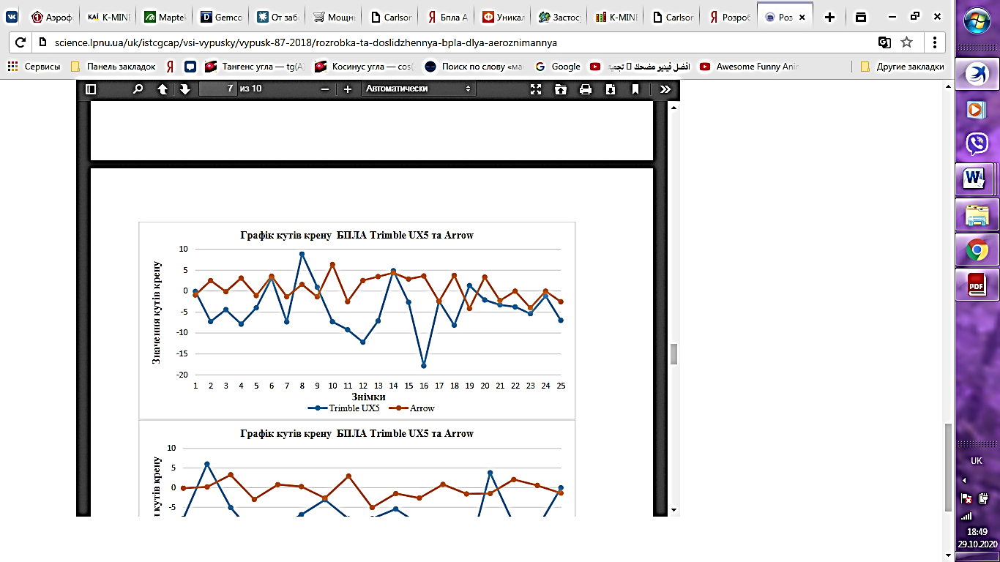 Аэроф
K-MINE
Maptek
Gemco
От заб
Мощнь
Carlson
Бпла А
Уникал
Застос
K-MINE
Carlson
Розроб
Роз
science.lpnu.ua/uk/istcgcap/vsi-vypusky/vypusk-87-2018/rozrobka-ta-doslidzhennya-bpla-dlya-aeroznimannya
Сервисы
Панель закладок
Тангенс угла — tg(A)
Косинус угла — cos(
Поиск по слову «ма
Google
افضل فيديو مضحك
Awesome Funny Anim
Другие закладки
7 из 10
Автоматически
Графік кутів крену БПЛА Trimble UX5 та Arrow
Значення кутів крену
10
5
0
-5
-10
-15
-20
1 2 3 4 5 6 7 8 9 10 11 12 13 14 15 16 17 18 19 20 21 22 23 24 25
Знімки
Trimble UX5 Arrow
Графік кутів крену БПЛА Trimble UX5 та Arrow
кутів крену
10
5
0
-5
UK
18:49
29.10.2020
PDF